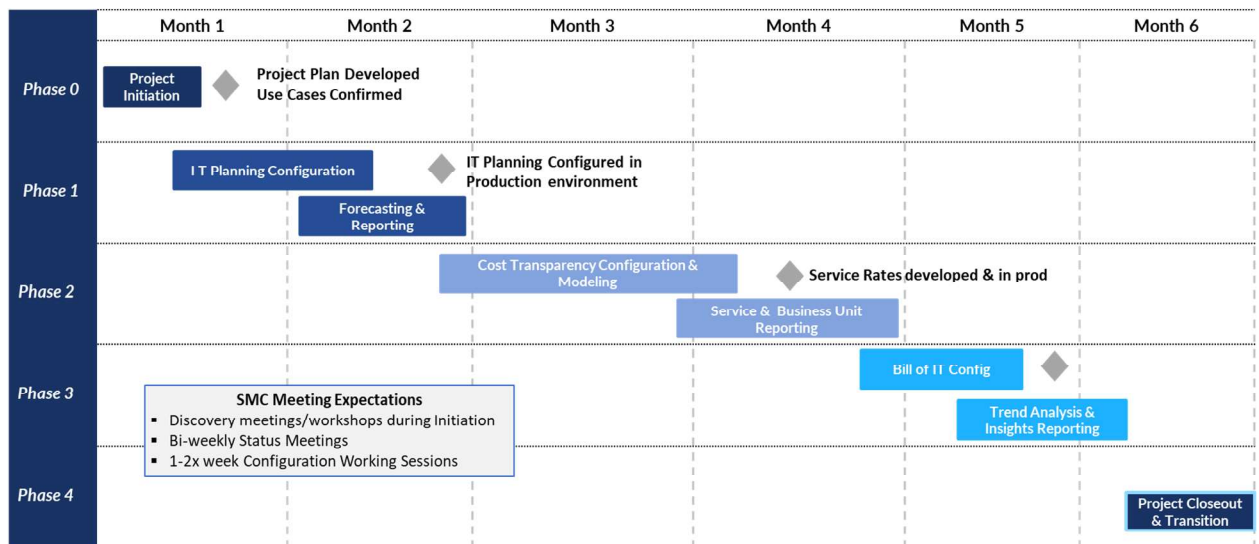 Month 1 Month 2 Month 3 Month 4 Month 5 Month 6
Phase 0
Project
Initiation
Project Plan Developed
Use Cases Confirmed
Phase 1
IT Planning Configuration
IT Planning Configured in
Production environment
Forecasting &
Reporting
Phase 2
Cost Transparency Configuration &
Modeling
Service Rates developed & in prod
Service & Business Unit
Reporting
Phase 3
Bill of IT Config
Trend Analysis &
Insights Reporting
SMC Meeting Expectations
▪ Discovery meetings/workshops during Initiation
▪ Bi-weekly Status Meetings
▪ 1-2x week Configuration Working Sessions
Phase 4
Project Closeout
& Transition